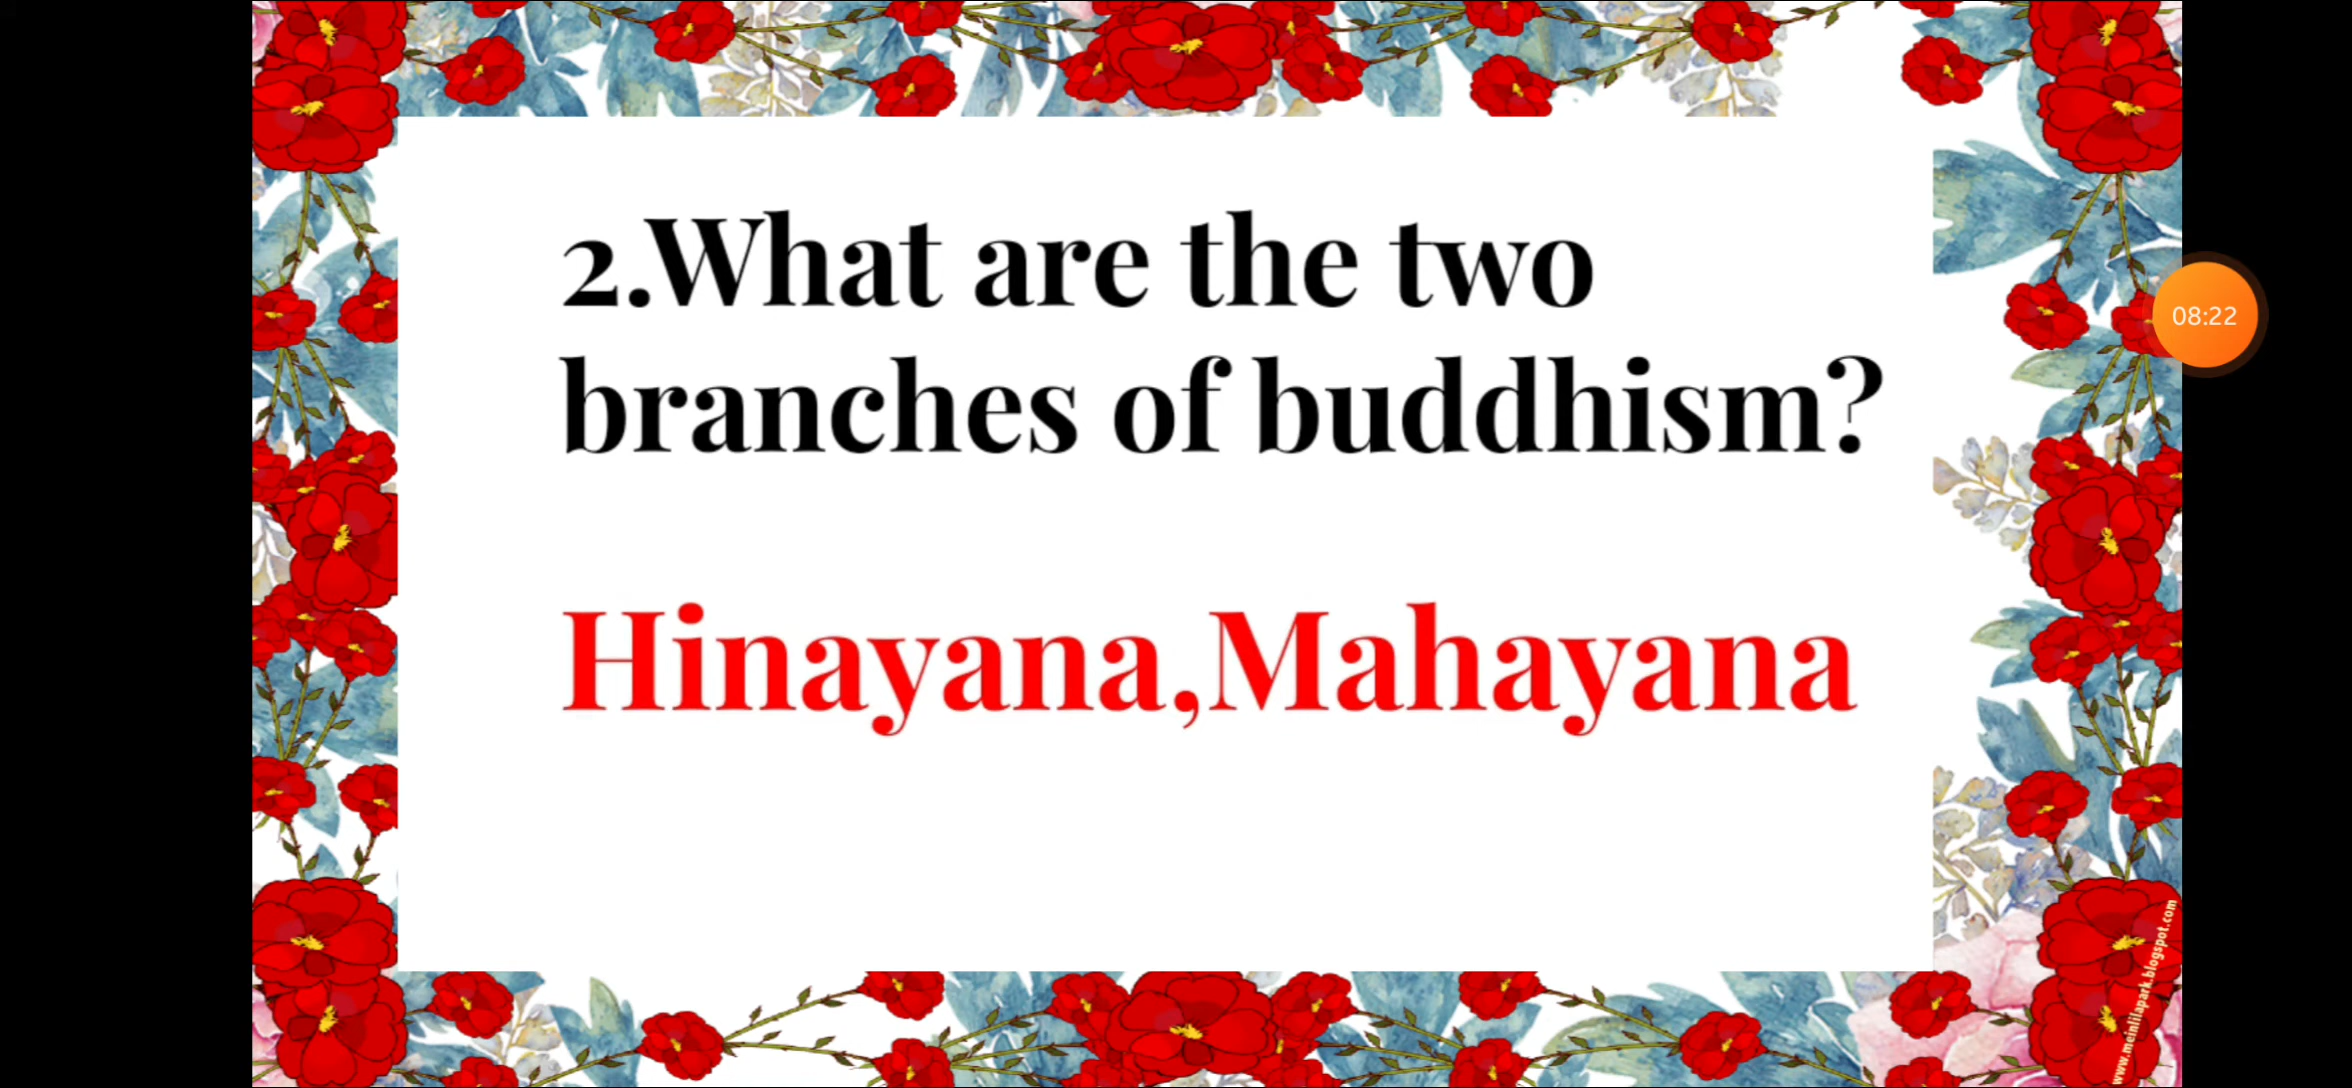 2.What are the two
branches of buddhism?
Hinayana,Mahayana
08:22
www.meinlilapark.blogspot.com